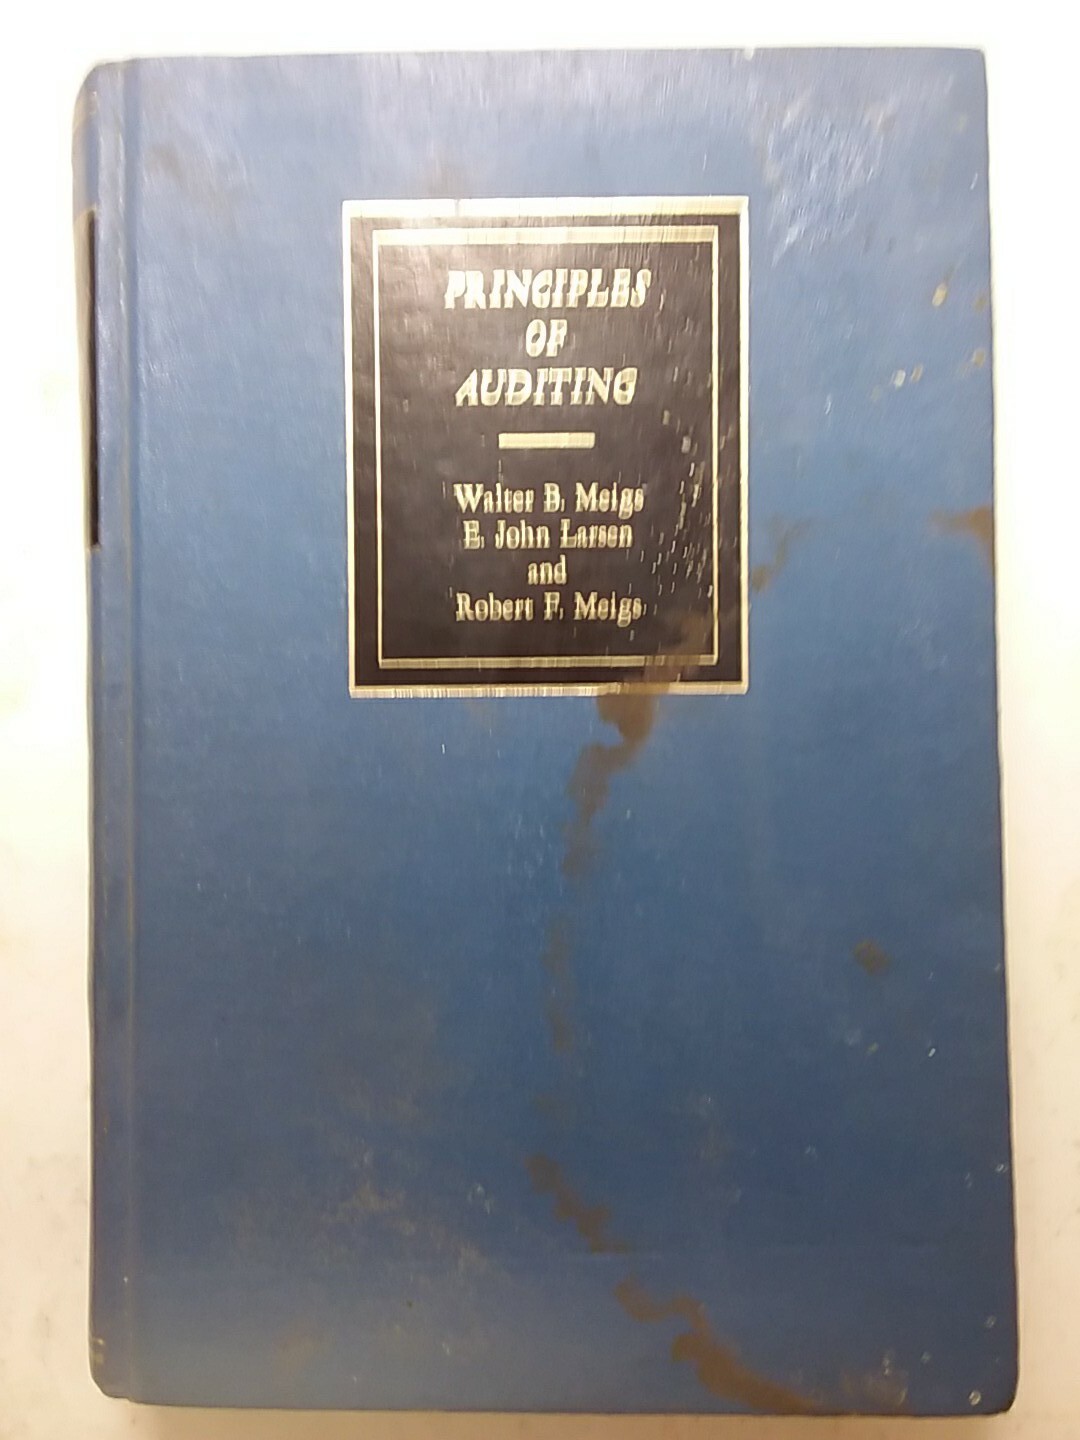 PRINCIPLES
OF
AUDITING
Walter B. Meigs
E. John Larsen
and
Robert F. Meigs